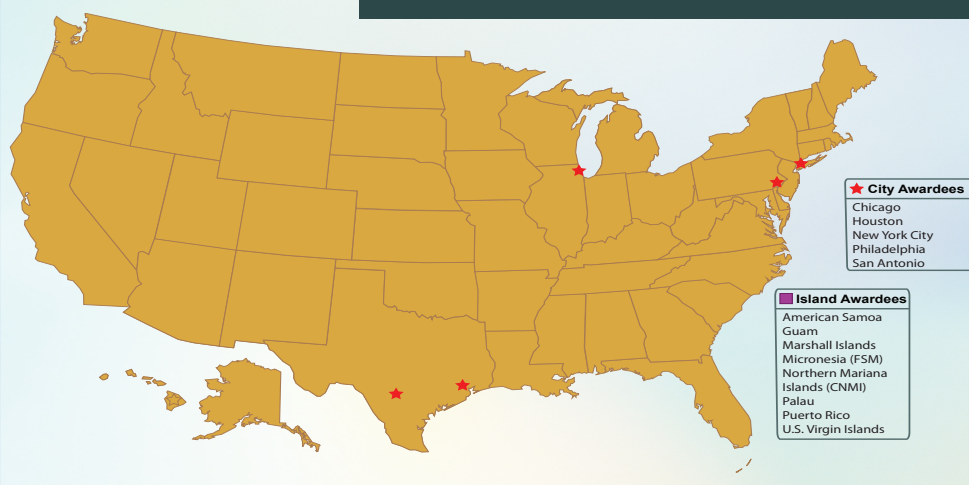 City Awardees
Chicago
Houston
New York City
Philadelphia
San Antonio
Island Awardees
American Samoa
Guam
Marshall Islands
Micronesia (FSM)
Northern Mariana
Islands (CNMI)
Palau
Puerto Rico
U.S. Virgin Islands